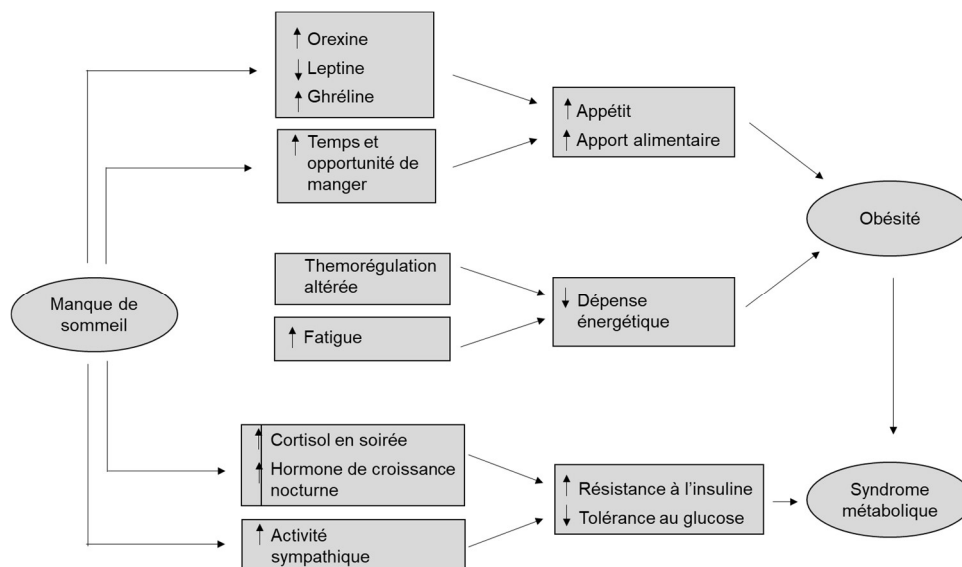 Orexine
Leptine
Ghréline
Temps et
opportunité de
manger
Appétit
Apport alimentaire
Obésité
Themorégulation
altérée
Fatigue
Dépense
énergétique
Manque de
sommeil
Cortisol en soirée
Hormone de croissance
nocturne
Activité
sympathique
Résistance à l'insuline
Tolérance au glucose
Syndrome
métabolique